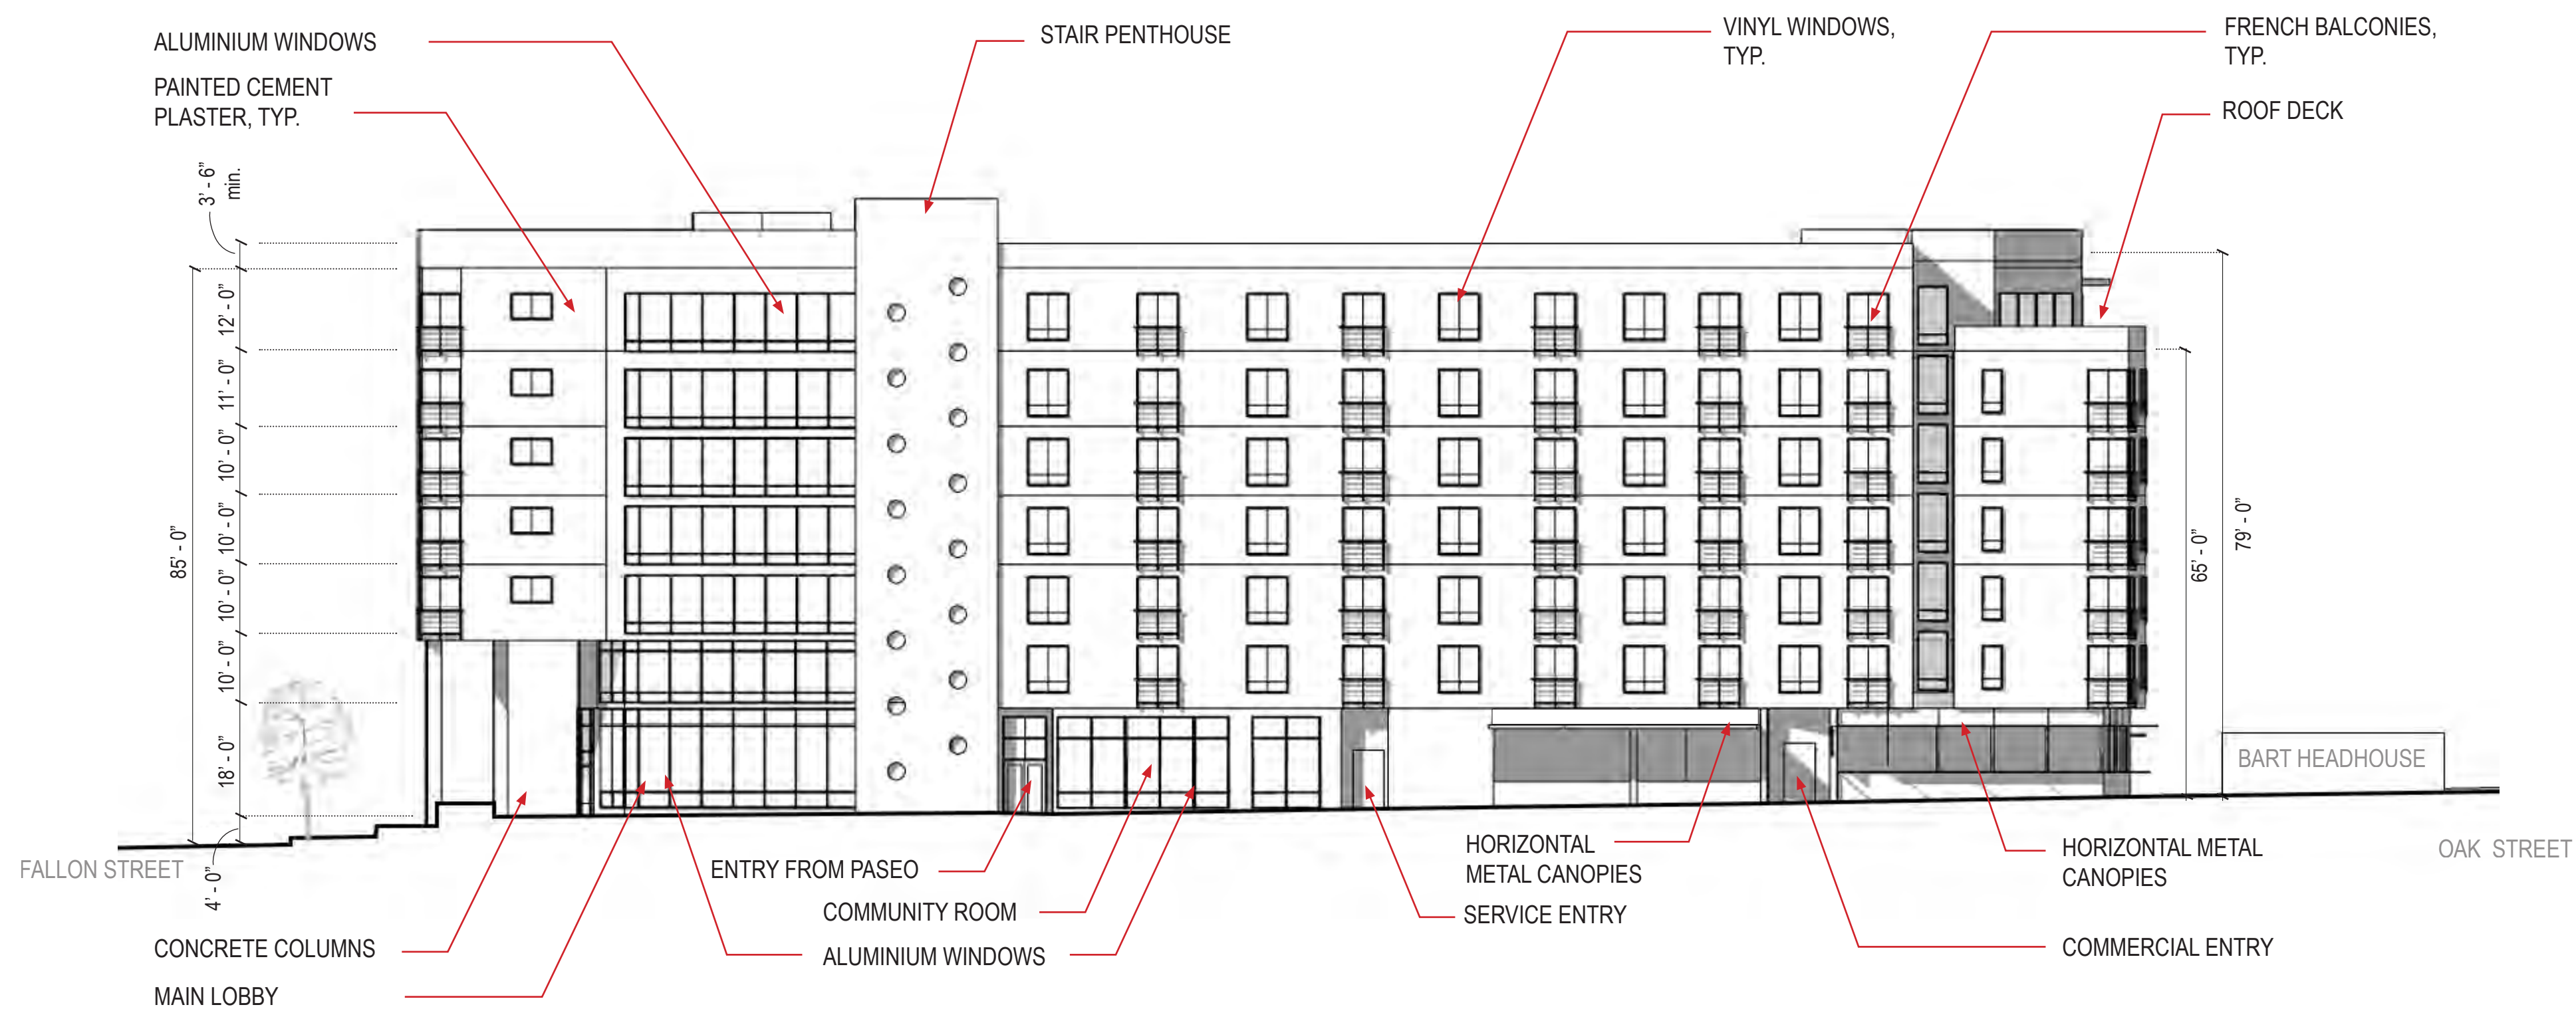 ALUMINIUM WINDOWS
PAINTED CEMENT
PLASTER, TYP.
STAIR PENTHOUSE
VINYL WINDOWS,
TYP.
FRENCH BALCONIES,
TYP.
ROOF DECK
3' - 6"
min.
12' - 0"
11' - 0"
10' - 0"
10' - 0"
10' - 0"
10' - 0"
18' - 0"
4' - 0"
85' - 0"
65' - 0"
79' - 0"
BART HEADHOUSE
FALLON STREET
OAK STREET
ENTRY FROM PASEO
COMMUNITY ROOM
ALUMINIUM WINDOWS
CONCRETE COLUMNS
MAIN LOBBY
HORIZONTAL
METAL CANOPIES
SERVICE ENTRY
HORIZONTAL METAL
CANOPIES
COMMERCIAL ENTRY